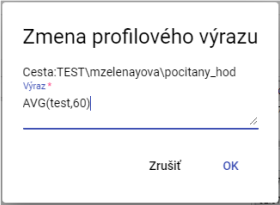 Zmena profilového výrazu
Cesta:TEST\mzelenayova\pocitany_hod
Výraz *
AVG(test,60)
Zrušiť OK